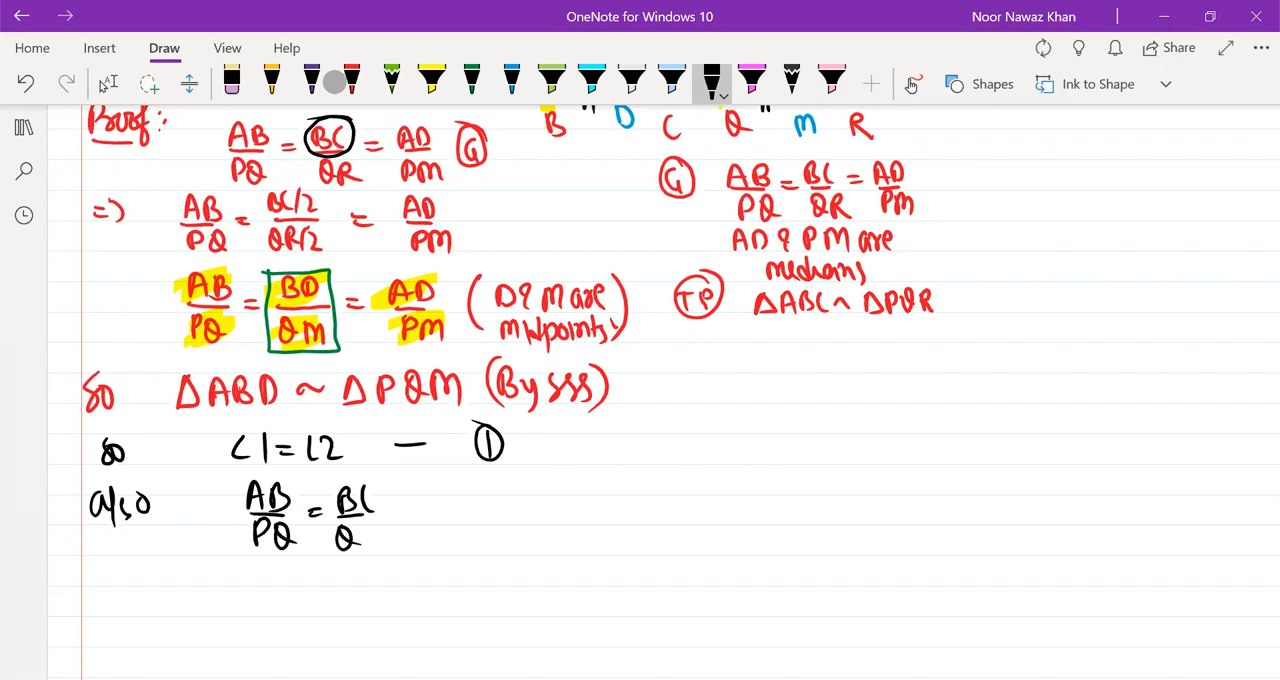 OneNote for Windows 10
Noor Nawaz Khan
Home Insert Draw View Help
Share
Shapes
Ink to Shape
Proof:
B " D C Q " M R
AB/PQ = BC/QR = AD/PM (G)
(G) AB/PQ = BC/QR = AD/PM
=> AB/PQ = BC/2/QR/2 = AD/PM
AD & PM are
medians
AB/PQ = BD/QM = AD/PM (D & M are
midpoints)
(TP) ΔABC ~ ΔPQR
So ΔABD ~ ΔPQM (By SSS)
So ∠1=∠2 — ①
also AB/PQ = BC/Q